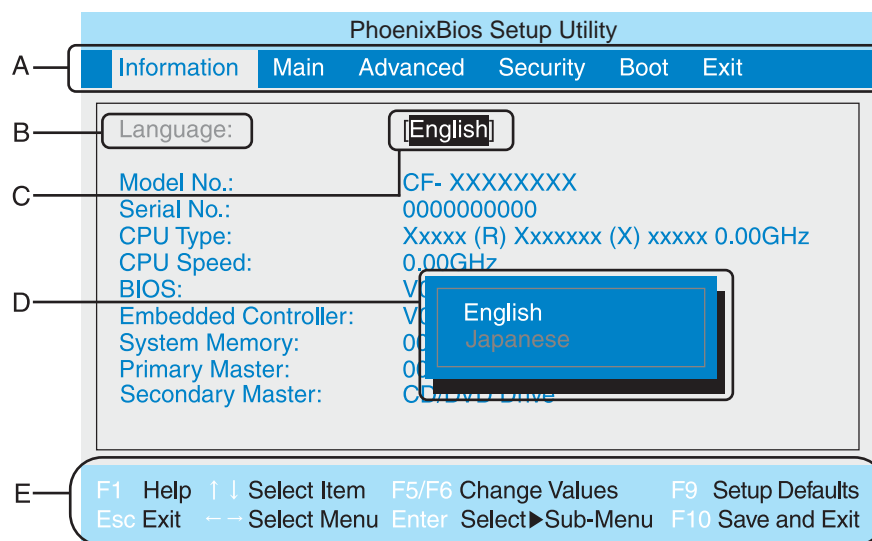 PhoenixBios Setup Utility
A Information Main Advanced Security Boot Exit
B Language: [English]
C
Model No.: CF- XXXXXXXX
Serial No.: 0000000000
CPU Type: Xxxxx (R) Xxxxxxx (X) xxxxx 0.00GHz
CPU Speed: 0.00GHz
D
BIOS:
Embedded Controller:
System Memory:
Primary Master:
Secondary Master: CD/DVD Drive
English
Japanese
E
F1 Help ↑ ↓ Select Item F5/F6 Change Values F9 Setup Defaults
Esc Exit ← → Select Menu Enter Select▶Sub-Menu F10 Save and Exit